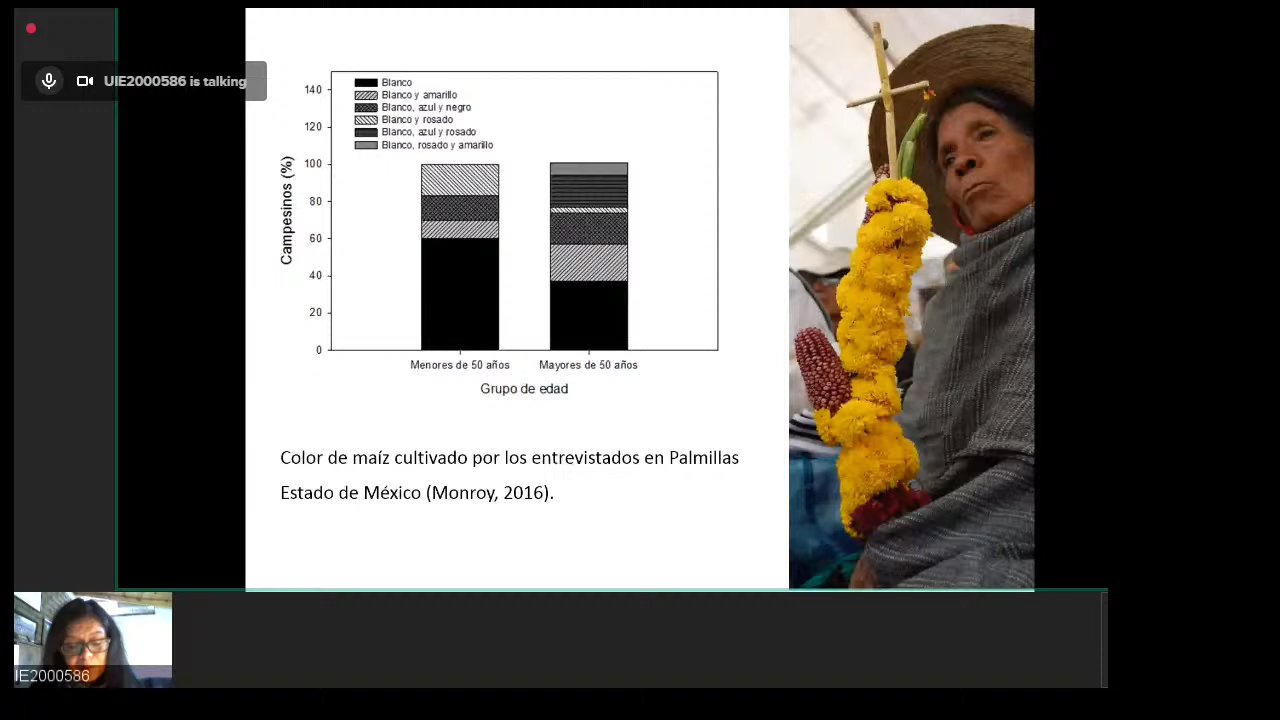 UIE2000586 is talking
Blanco
Blanco y amarillo
Blanco, azul y negro
Blanco y rosado
Blanco, azul y rosado
Blanco, rosado y amarillo
Campesinos (%)
140
120
100
80
60
40
20
0
Menores de 50 años
Mayores de 50 años
Grupo de edad
Color de maíz cultivado por los entrevistados en Palmillas
Estado de México (Monroy, 2016).
IE2000586